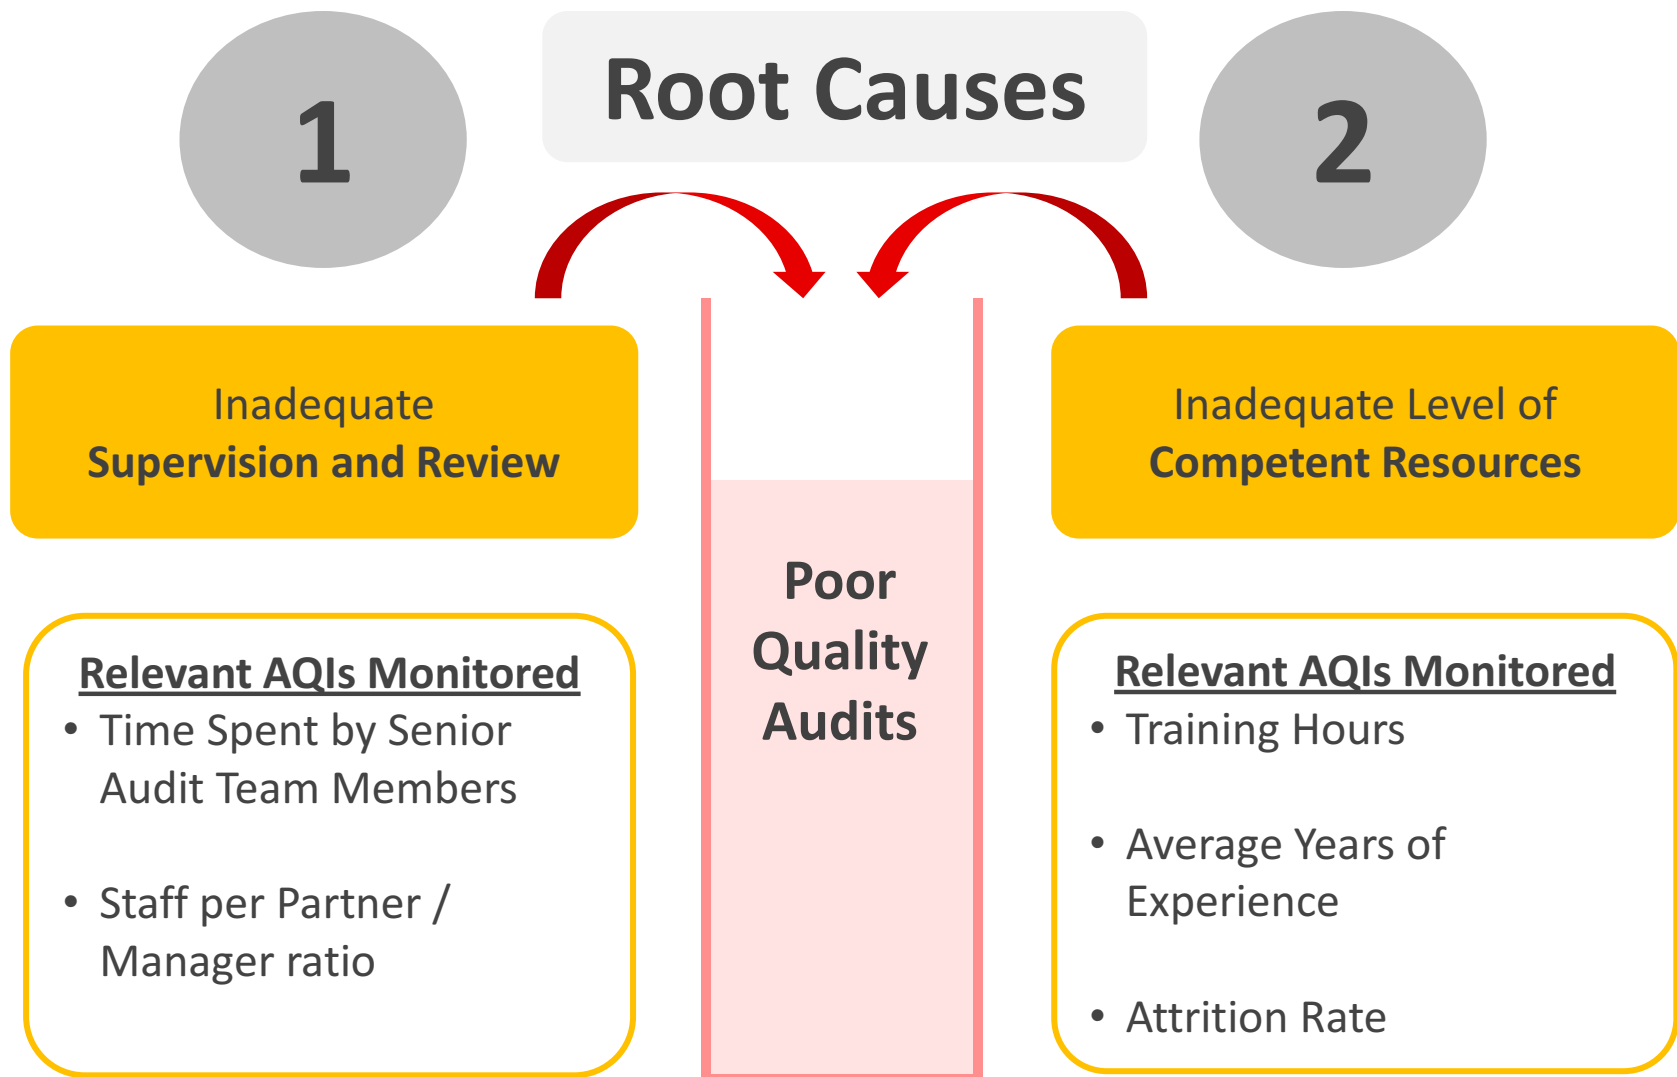 Root Causes
1
2
Inadequate
Supervision and Review
Relevant AQIs Monitored
• Time Spent by Senior
Audit Team Members
• Staff per Partner /
Manager ratio
Poor
Quality
Audits
Inadequate Level of
Competent Resources
Relevant AQIs Monitored
• Training Hours
• Average Years of
Experience
• Attrition Rate